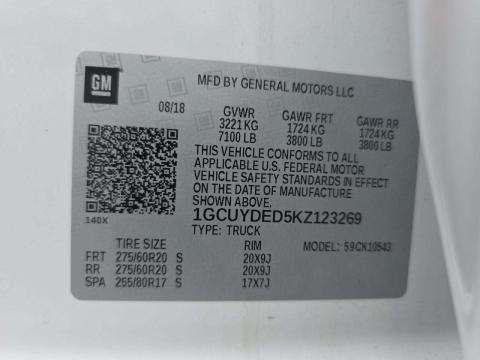 GM
MFD BY GENERAL MOTORS LLC
08/18
GVWR GAWR FRT GAWR RR
3221 KG 1724 KG 1724 KG
7100 LB 3800 LB 3800 LB
THIS VEHICLE CONFORMS TO ALL
APPLICABLE U.S. FEDERAL MOTOR
VEHICLE SAFETY STANDARDS IN EFFECT
ON THE DATE OF MANUFACTURE
SHOWN ABOVE.
140X
1GCUYDED5KZ123269
TYPE: TRUCK MODEL: CK10543
TIRE SIZE RIM
FRT 275/60R20 S 20X9J
RR 275/60R20 S 20X9J
SPA 265/80R17 S 17X7J